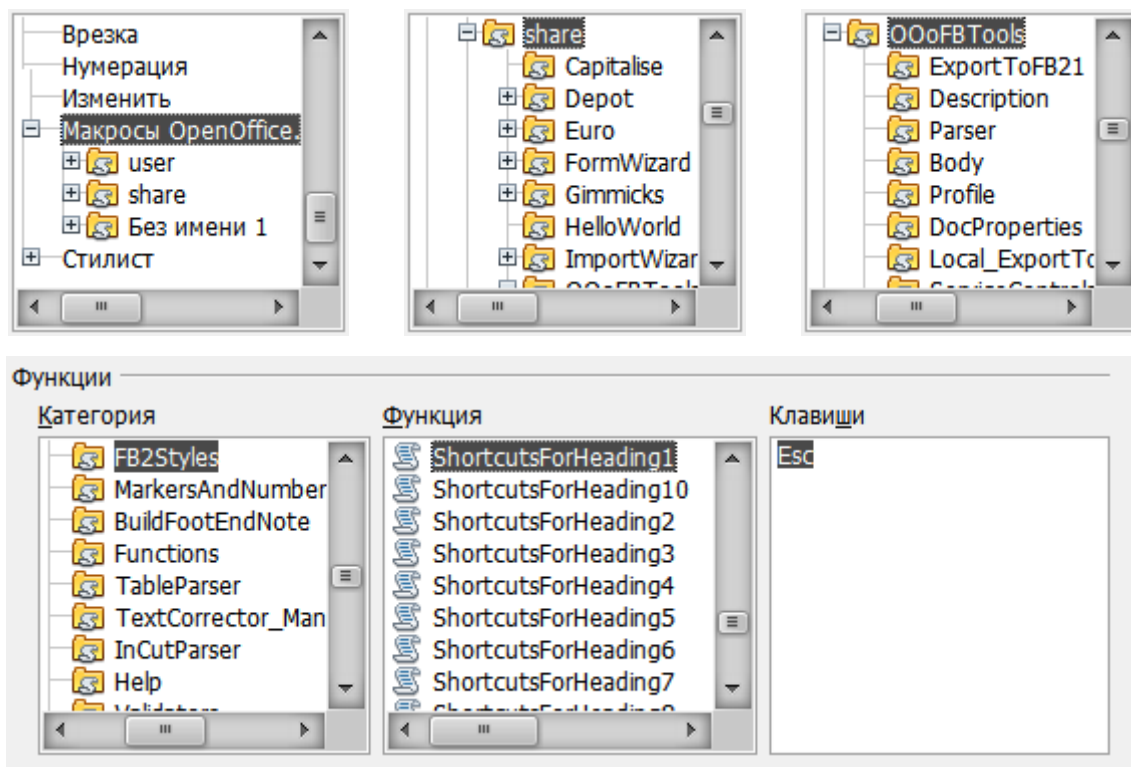 Врезка
Нумерация
Изменить
Макросы OpenOffice.
user
share
Без имени 1
Стилист
share
Capitalise
Depot
Euro
FormWizard
Gimmicks
HelloWorld
ImportWizar
OOoFBTools
ExportToFB21
Description
Parser
Body
Profile
DocProperties
Local_ExportTo
Функции
Категория
FB2Styles
MarkersAndNumber
BuildFootEndNote
Functions
TableParser
TextCorrector_Man
InCutParser
Help
Функция
ShortcutsForHeading1
ShortcutsForHeading10
ShortcutsForHeading2
ShortcutsForHeading3
ShortcutsForHeading4
ShortcutsForHeading5
ShortcutsForHeading6
ShortcutsForHeading7
Клавиши
Esc